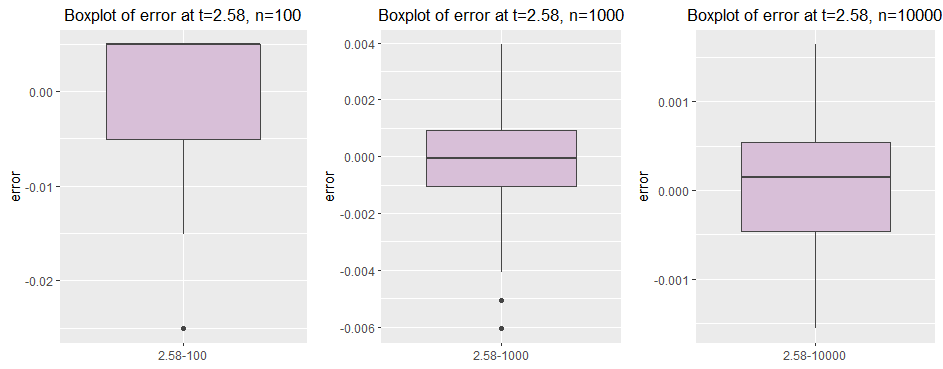 Boxplot of error at t=2.58, n=100
0.00
-0.01
-0.02
error
2.58-100
Boxplot of error at t=2.58, n=1000
0.004
0.002
0.000
-0.002
-0.004
-0.006
error
2.58-1000
Boxplot of error at t=2.58, n=10000
0.001
0.000
-0.001
error
2.58-10000